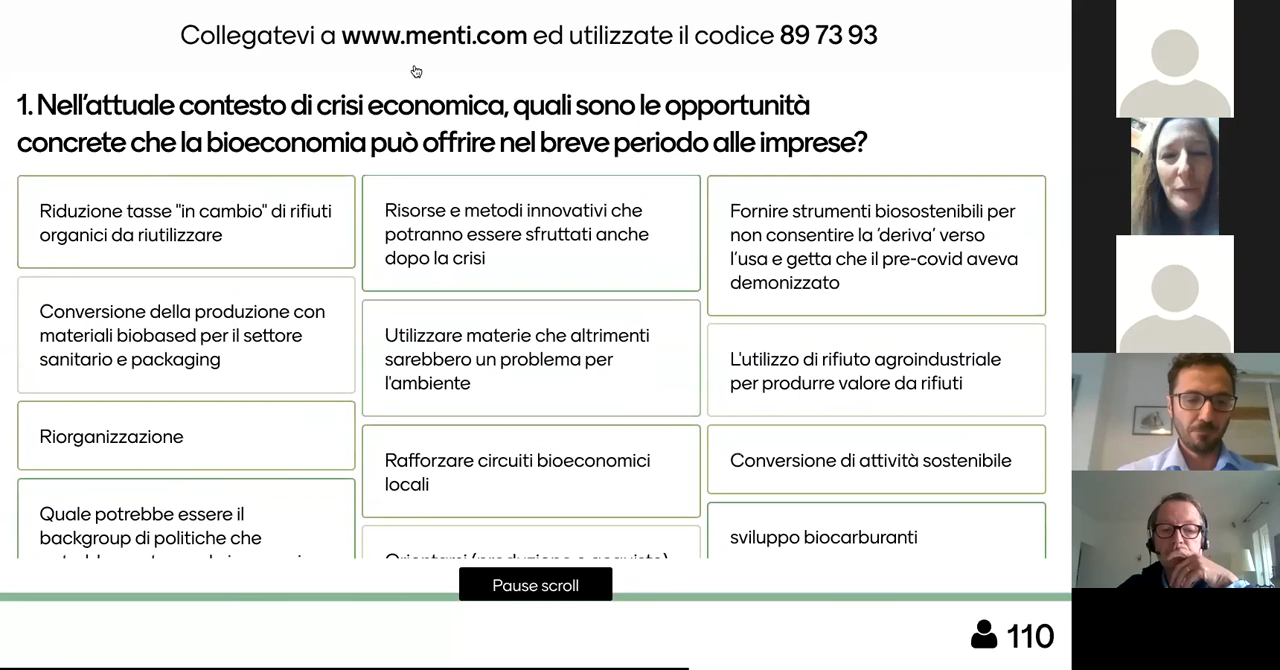 Collegatevi a www.menti.com ed utilizzate il codice 89 73 93
1. Nell'attuale contesto di crisi economica, quali sono le opportunità
concrete che la bioeconomia può offrire nel breve periodo alle imprese?
Riduzione tasse "in cambio" di rifiuti
organici da riutilizzare
Conversione della produzione con
materiali biobased per il settore
sanitario e packaging
Riorganizzazione
Quale potrebbe essere il
backgroup di politiche che
Risorse e metodi innovativi che
potranno essere sfruttati anche
dopo la crisi
Utilizzare materie che altrimenti
sarebbero un problema per
l'ambiente
Rafforzare circuiti bioeconomici
locali
Orientarsi (produzione e acquisto)
Fornire strumenti biosostenibili per
non consentire la 'deriva' verso
l'usa e getta che il pre-covid aveva
demonizzato
L'utilizzo di rifiuto agroindustriale
per produrre valore da rifiuti
Conversione di attività sostenibile
sviluppo biocarburanti
Pause scroll
110